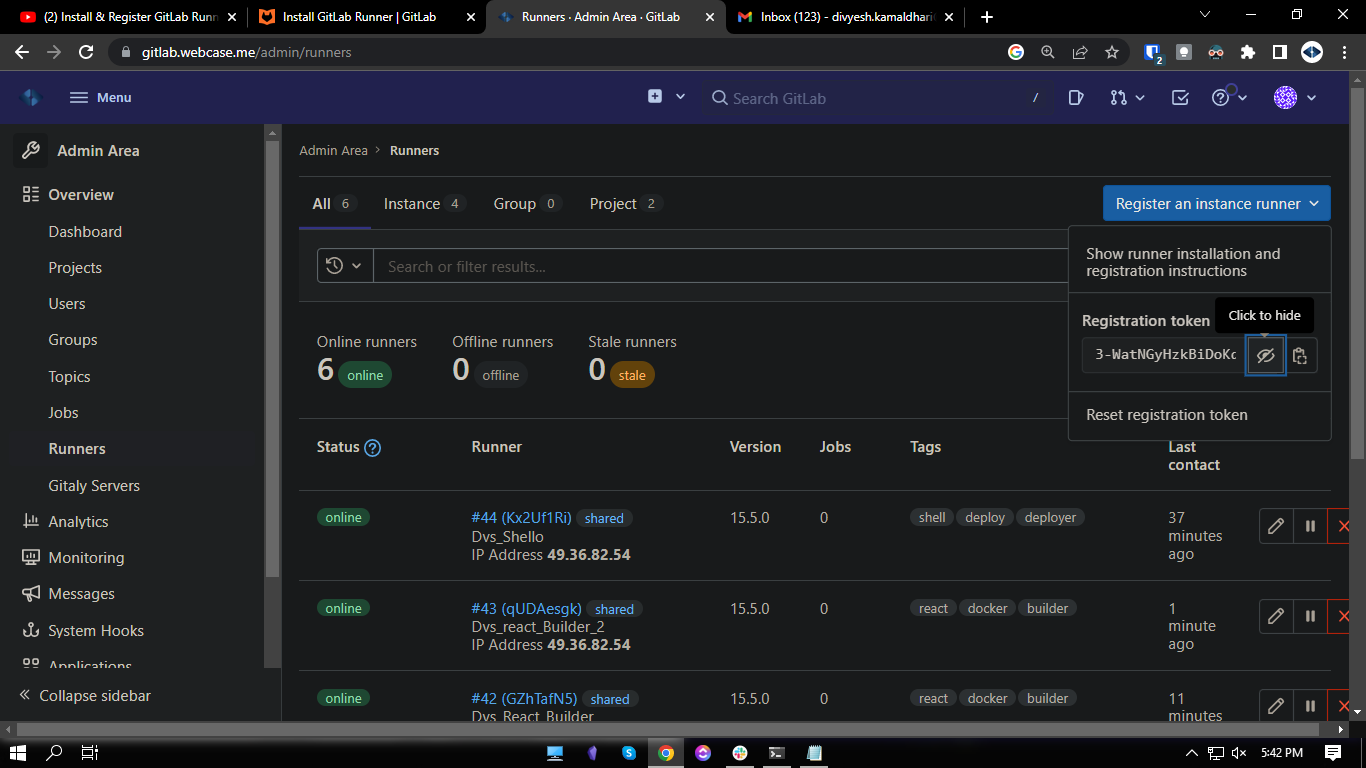 (2) Install & Register GitLab Runn
Install GitLab Runner | GitLab
Runners · Admin Area · GitLab
Inbox (123) - divyesh.kamaldhari
gitlab.webcase.me/admin/runners
2
Menu
Search GitLab
/
Admin Area
Overview
Dashboard
Projects
Users
Groups
Topics
Jobs
Runners
Gitaly Servers
Analytics
Monitoring
Messages
System Hooks
Applications
Collapse sidebar
Admin Area > Runners
All 6
Instance 4
Group 0
Project 2
Register an instance runner
Search or filter results...
Show runner installation and
registration instructions
Registration token
Click to hide
3-WatNGyHzkBiDoKd
Reset registration token
Online runners
6 online
Offline runners
0 offline
Stale runners
0 stale
Status Runner Version Jobs Tags Last
contact
online #44 (Kx2Uf1Ri) shared 15.5.0 0 shell deploy deployer 37
Dvs_Shello minutes
IP Address 49.36.82.54 ago
online #43 (qUDAesgk) shared 15.5.0 0 react docker builder 1
Dvs_react_Builder_2 minute
IP Address 49.36.82.54 ago
online #42 (GZhTafN5) shared 15.5.0 0 react docker builder 11
Dvs_React_Builder minutes
5:42 PM